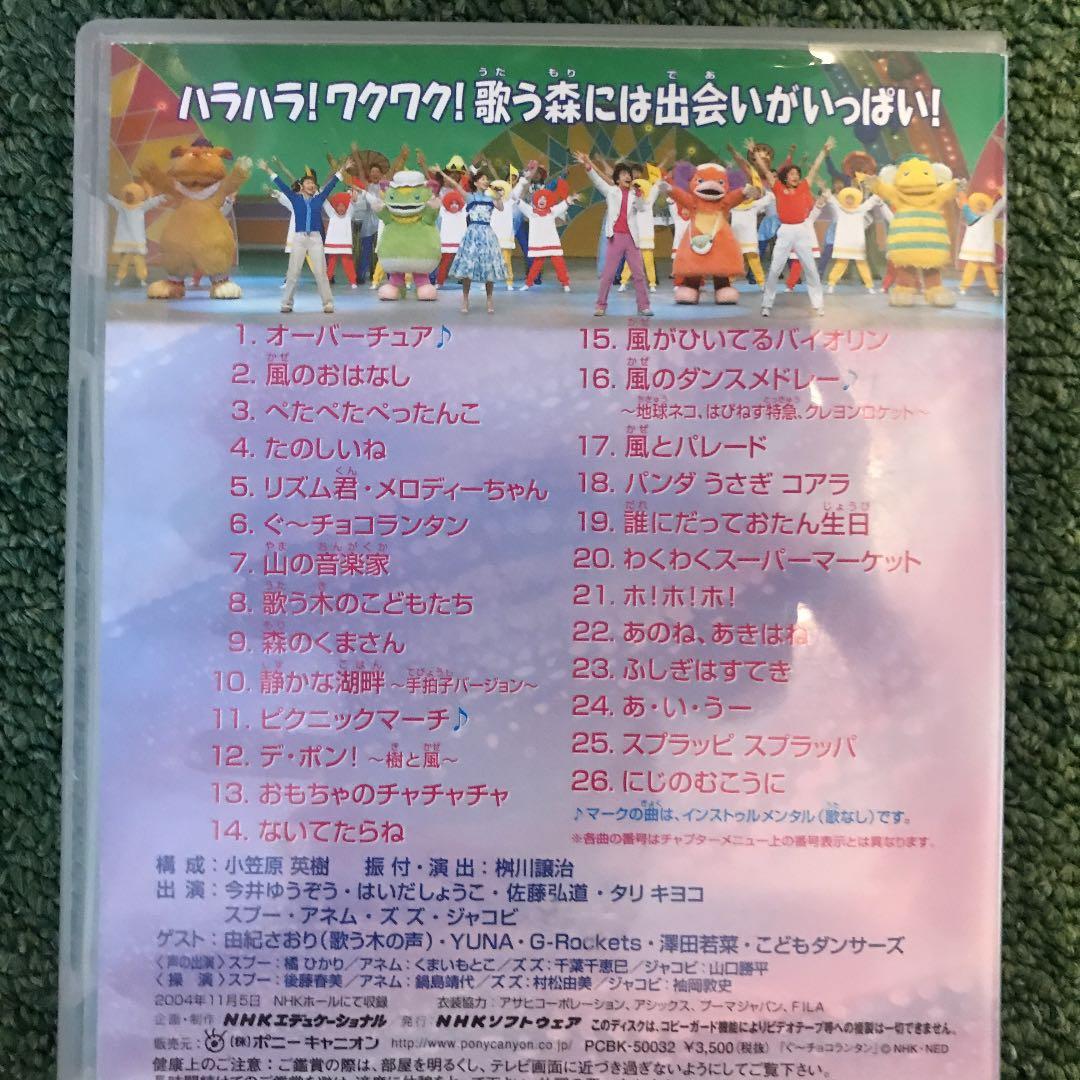 ハラハラ!ワクワク!歌う森には出会いがいっぱい!
1. オーバーチュア♪
2. 風のおはなし
3. ぺたぺたぺったんこ
4. たのしいね
5. リズム君・メロディーちゃん
6. ぐ〜チョコランタン
7. 山の音楽家
8. 歌う木のこどもたち
9. 森のくまさん
10. 静かな湖畔 〜手拍子バージョン〜
11. ピクニックマーチ♪
12. デ・ポン! 〜樹と風〜
13. おもちゃのチャチャチャ
14. ないてたらね
15. 風がひいてるバイオリン
16. 風のダンスメドレー♪
〜地球ネコ、はぴねす特急、クレヨンロケット〜
17. 風とパレード
18. パンダ うさぎ コアラ
19. 誰にだっておたん生日
20. わくわくスーパーマーケット
21. ホ!ホ!ホ!
22. あのね、あきはね
23. ふしぎはすてき
24. あ・い・うー
25. スプラッピ スプラッパ
26. にじのむこうに
♪マークの曲は、インストゥルメンタル(歌なし)です。
※各曲の番号はチャプターメニュー上の番号表示とは異なります。
構成:小笠原 英樹 振付・演出:桝川譲治
出演:今井ゆうぞう・はいだしょうこ・佐藤弘道・タリ キヨコ
スプー・アネム・ズズ・ジャコビ
ゲスト:由紀さおり(歌う木の声)・YUNA・G-Rockets・澤田若菜・こどもダンサーズ
〈声の出演〉スプー:橘 ひかり/アネム:くまいもとこ/ズズ:千葉千恵巳/ジャコビ:山口勝平
〈操 演〉スプー:後藤春美/アネム:鍋島靖代/ズズ:村松由美/ジャコビ:袖岡敦史
2004年11月5日 NHKホールにて収録 衣装協力:アサヒコーポレーション、アシックス、プーマジャパン、FILA
企画・制作 NHKエデュケーショナル/発行:NHKソフトウェア このディスクは、コピーガード機能によりビデオテープ等への複製は一切できません。
販売元:(株)ポニーキャニオン http://www.ponycanyon.co.jp/ PCBK-50032 ¥3,500(税抜) 『ぐ〜チョコランタン』©NHK・NED
健康上のご注意:ご鑑賞の際は、部屋を明るくし、テレビ画面に近づき過ぎないようにしてご覧下さい。